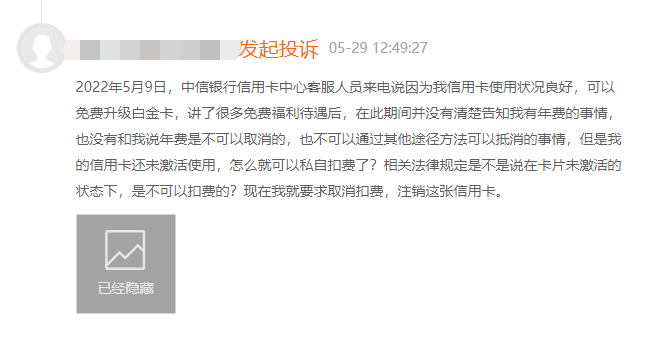 发起投诉 05-29 12:49:27
2022年5月9日，中信银行信用卡中心客服人员来电说因为我信用卡使用状况良好，可以
免费升级白金卡，讲了很多免费福利待遇后，在此期间并没有清楚告知我有年费的事情，
也没有和我说年费是不可以取消的，也不可以通过其他途径方法可以抵消的事情，但是我
的信用卡还未激活使用，怎么就可以私自扣费了？相关法律规定是不是说在卡片未激活的
状态下，是不可以扣费的？现在我就要求取消扣费，注销这张信用卡。
已经隐藏